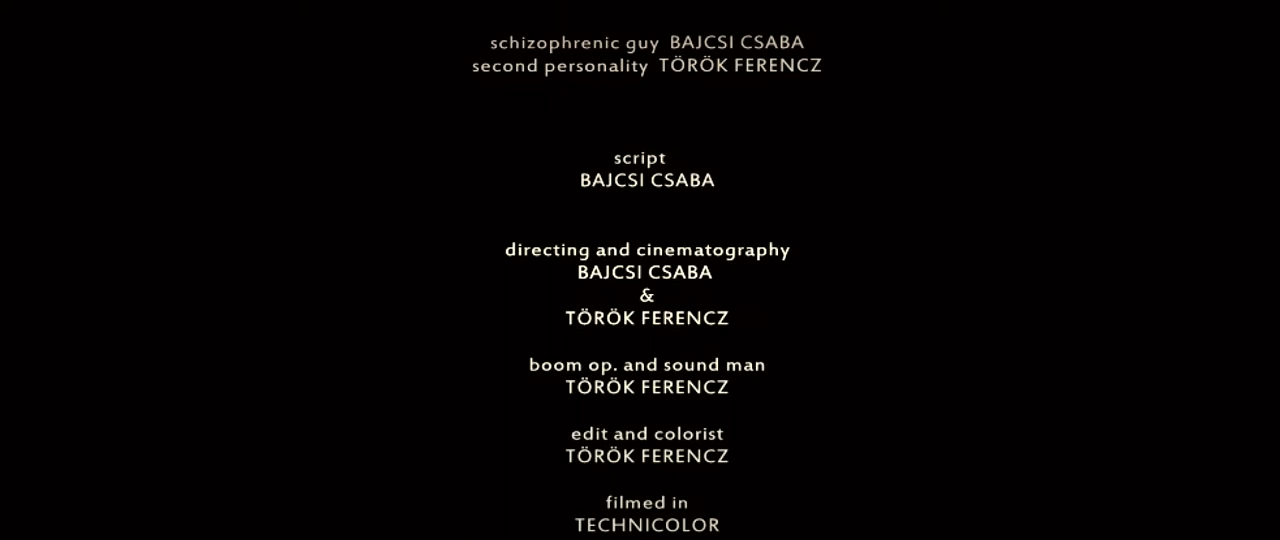 schizophrenic guy BAJCSI CSABA
second personality TÖRÖK FERENCZ
script
BAJCSI CSABA
directing and cinematography
BAJCSI CSABA
&
TÖRÖK FERENCZ
boom op. and sound man
TÖRÖK FERENCZ
edit and colorist
TÖRÖK FERENCZ
filmed in
TECHNICOLOR